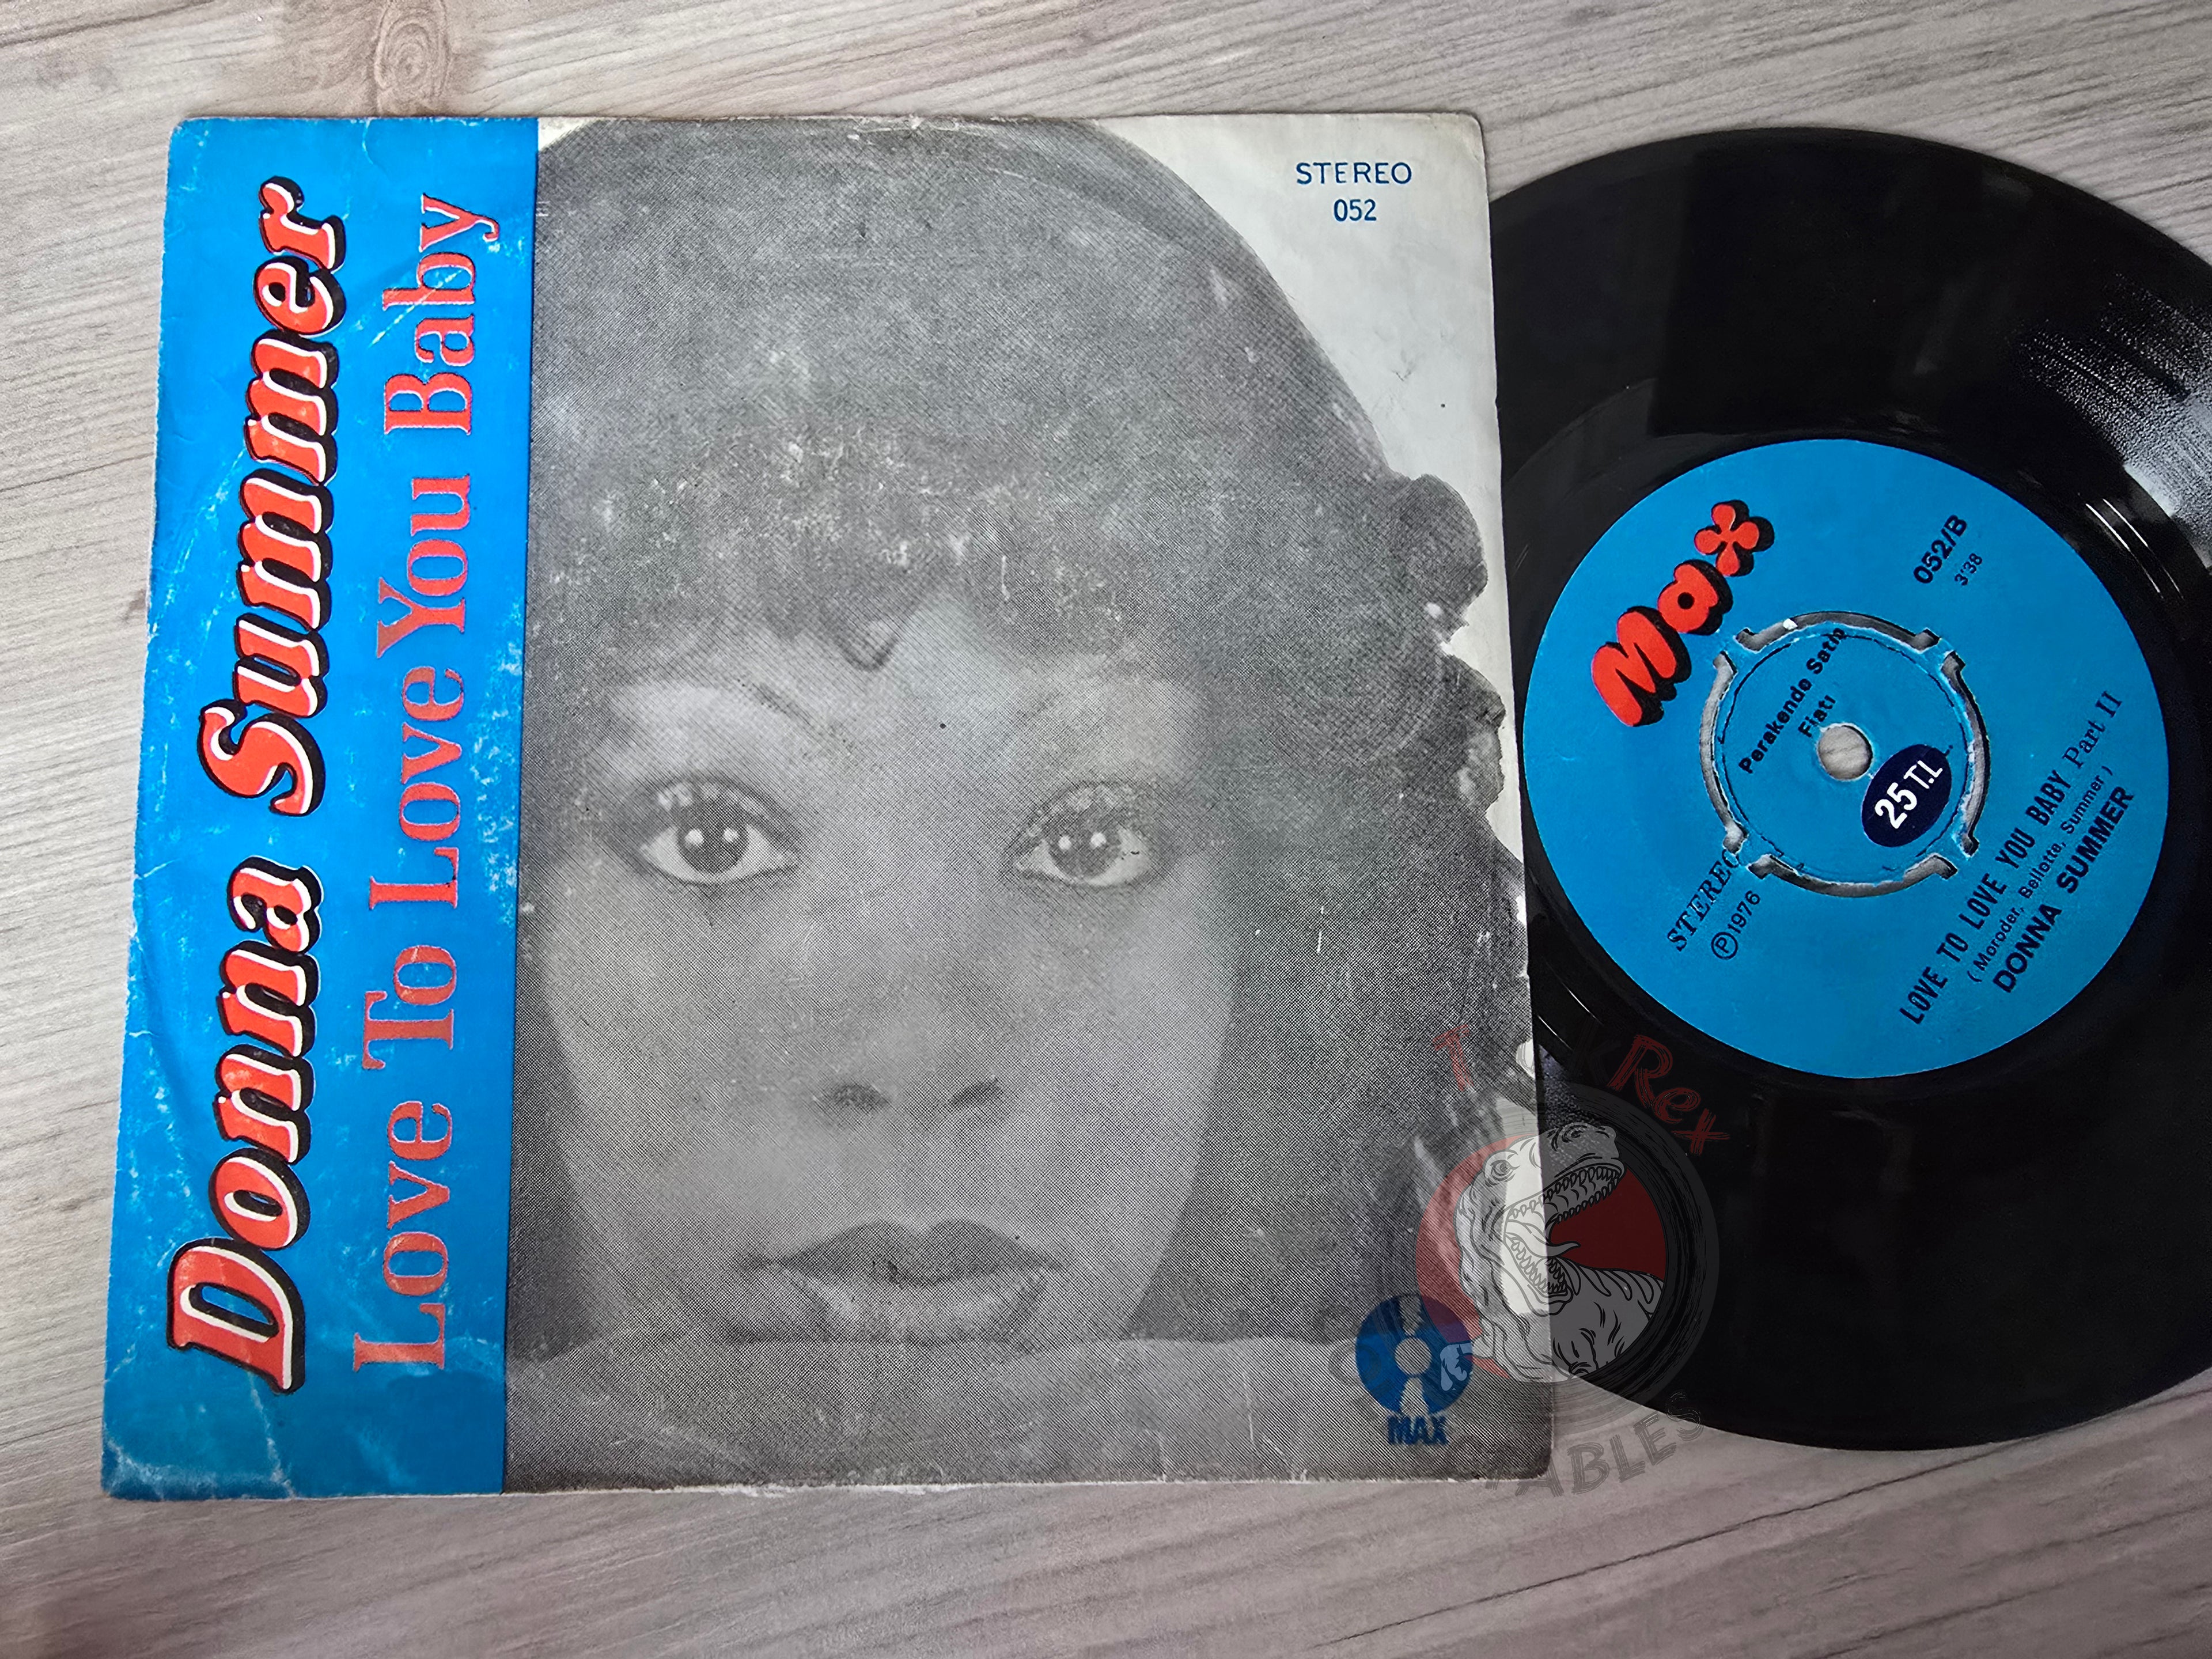 Donna Summer
Love To Love You Baby
STEREO
052
MAX
Max
052/B
3'38
Perakende Satış
Fiatı
25 T.L
STEREO
Ⓟ1976
LOVE TO LOVE YOU BABY Part II
( Moroder, Bellotte, Summer )
DONNA SUMMER
Rex